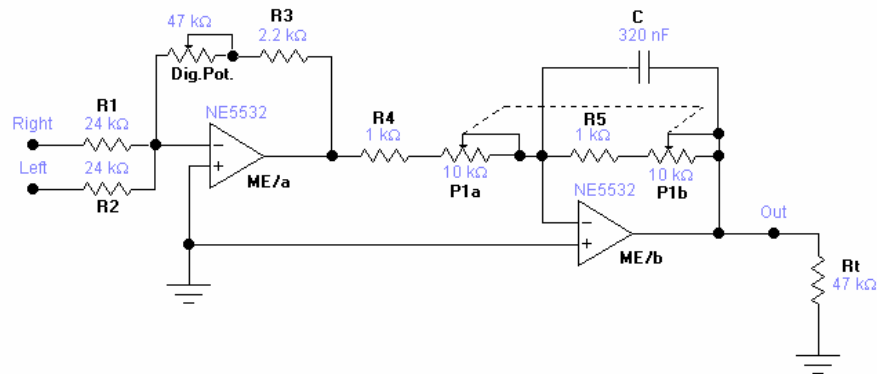 47 kΩ
R3
2.2 kΩ
Dig.Pot.
C
320 nF
R1
24 kΩ
Right
Left
24 kΩ
R2
NE5532
−
+
ME/a
R4
1 kΩ
10 kΩ
P1a
R5
1 kΩ
10 kΩ
P1b
NE5532
−
+
ME/b
Out
Rt
47 kΩ